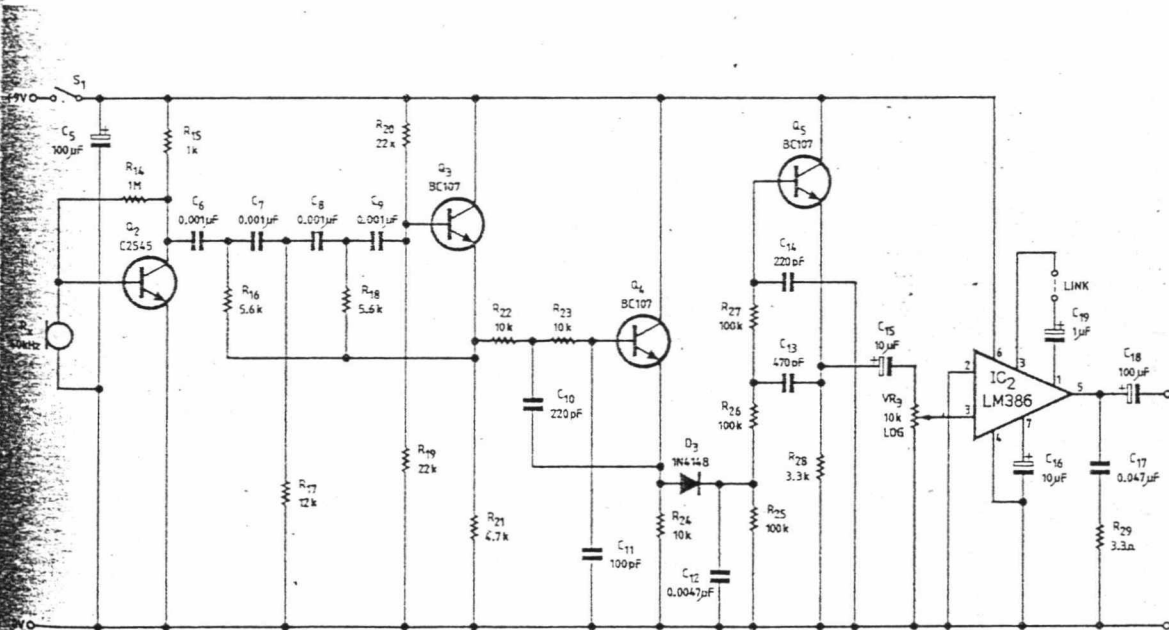 +9V
S1
C5
100µF
R15
1k
R14
1M
Q2
C2545
C6
0.001µF
C7
0.001µF
C8
0.001µF
C9
0.001µF
R20
22k
Q3
BC107
R16
5.6k
R18
5.6k
R17
12k
R19
22k
R22
10k
R23
10k
Q4
BC107
C10
220pF
R21
4.7k
C11
100pF
R24
10k
D3
1N4148
C12
0.0047µF
Q5
BC107
C14
220pF
R27
100k
C13
470pF
R26
100k
R25
100k
R28
3.3k
C15
10µF
VR3
10k
LOG
LINK
C19
1µF
6
3
1
2
IC2
LM386
5
3
4
7
C18
100µF
C16
10µF
C17
0.047µF
R29
3.3Ω